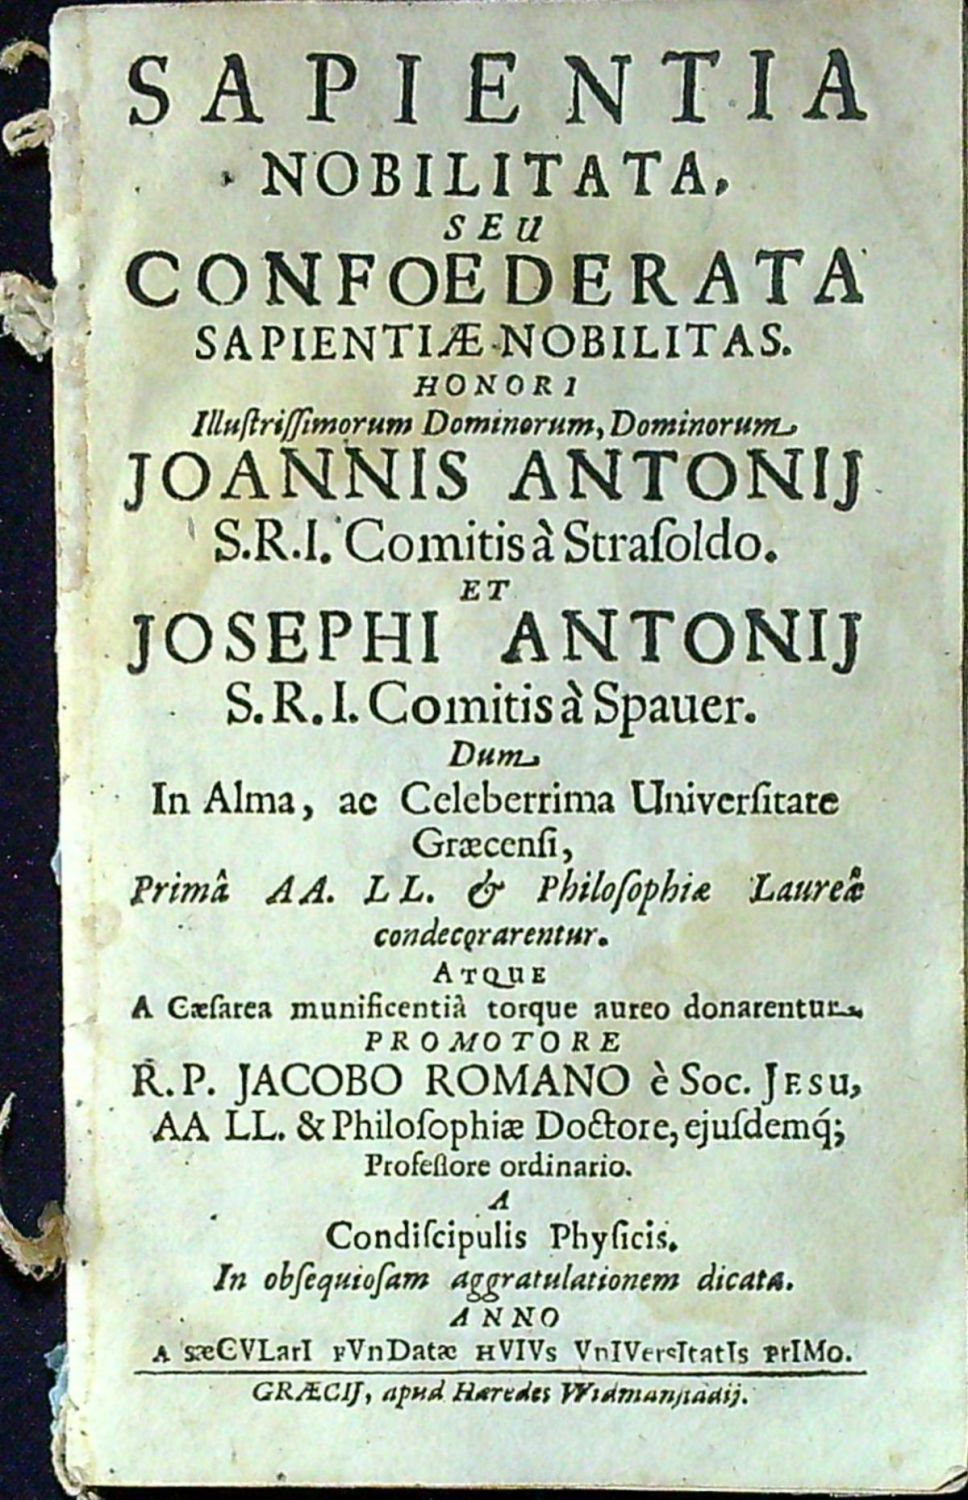 SAPIENTIA
NOBILITATA,
SEU
CONFOEDERATA
SAPIENTIÆ NOBILITAS.
HONORI
Illuſtriſſimorum Dominorum, Dominorum
JOANNIS ANTONIJ
S.R.I. Comitis à Straſoldo.
ET
JOSEPHI ANTONIJ
S.R.I. Comitis à Spauer.
Dum
In Alma, ac Celeberrima Univerſitate
Græcenſi,
Primâ AA. LL. & Philoſophiæ Laureâ
condecorarentur.
ATQUE
A Cæſarea munificentiâ torque aureo donarentur
PROMOTORE
R.P. JACOBO ROMANO è Soc. JESU,
AA LL. & Philoſophiæ Doctore, ejuſdemq́;
Profeſſore ordinario.
A
Condiſcipulis Phyſicis.
In obſequioſam aggratulationem dicata.
ANNO
A sæCVLarI FVnDatæ HVIVs VnIVersItatIs PrIMo.
GRÆCIJ, apud Hæredes Widmanſtadij.